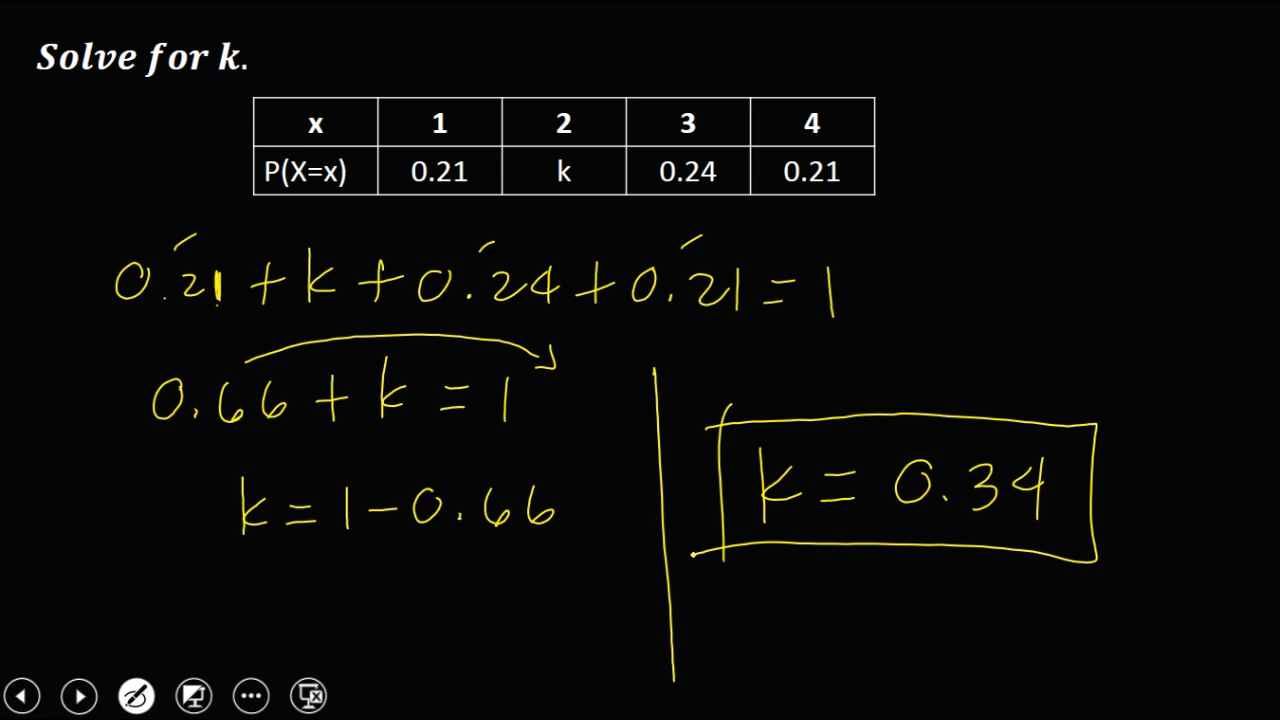 Solve for k.
x 1 2 3 4
P(X=x) 0.21 k 0.24 0.21
0.21 + k + 0.24 + 0.21 = 1
0.66 + k = 1
k = 1 - 0.66
k = 0.34